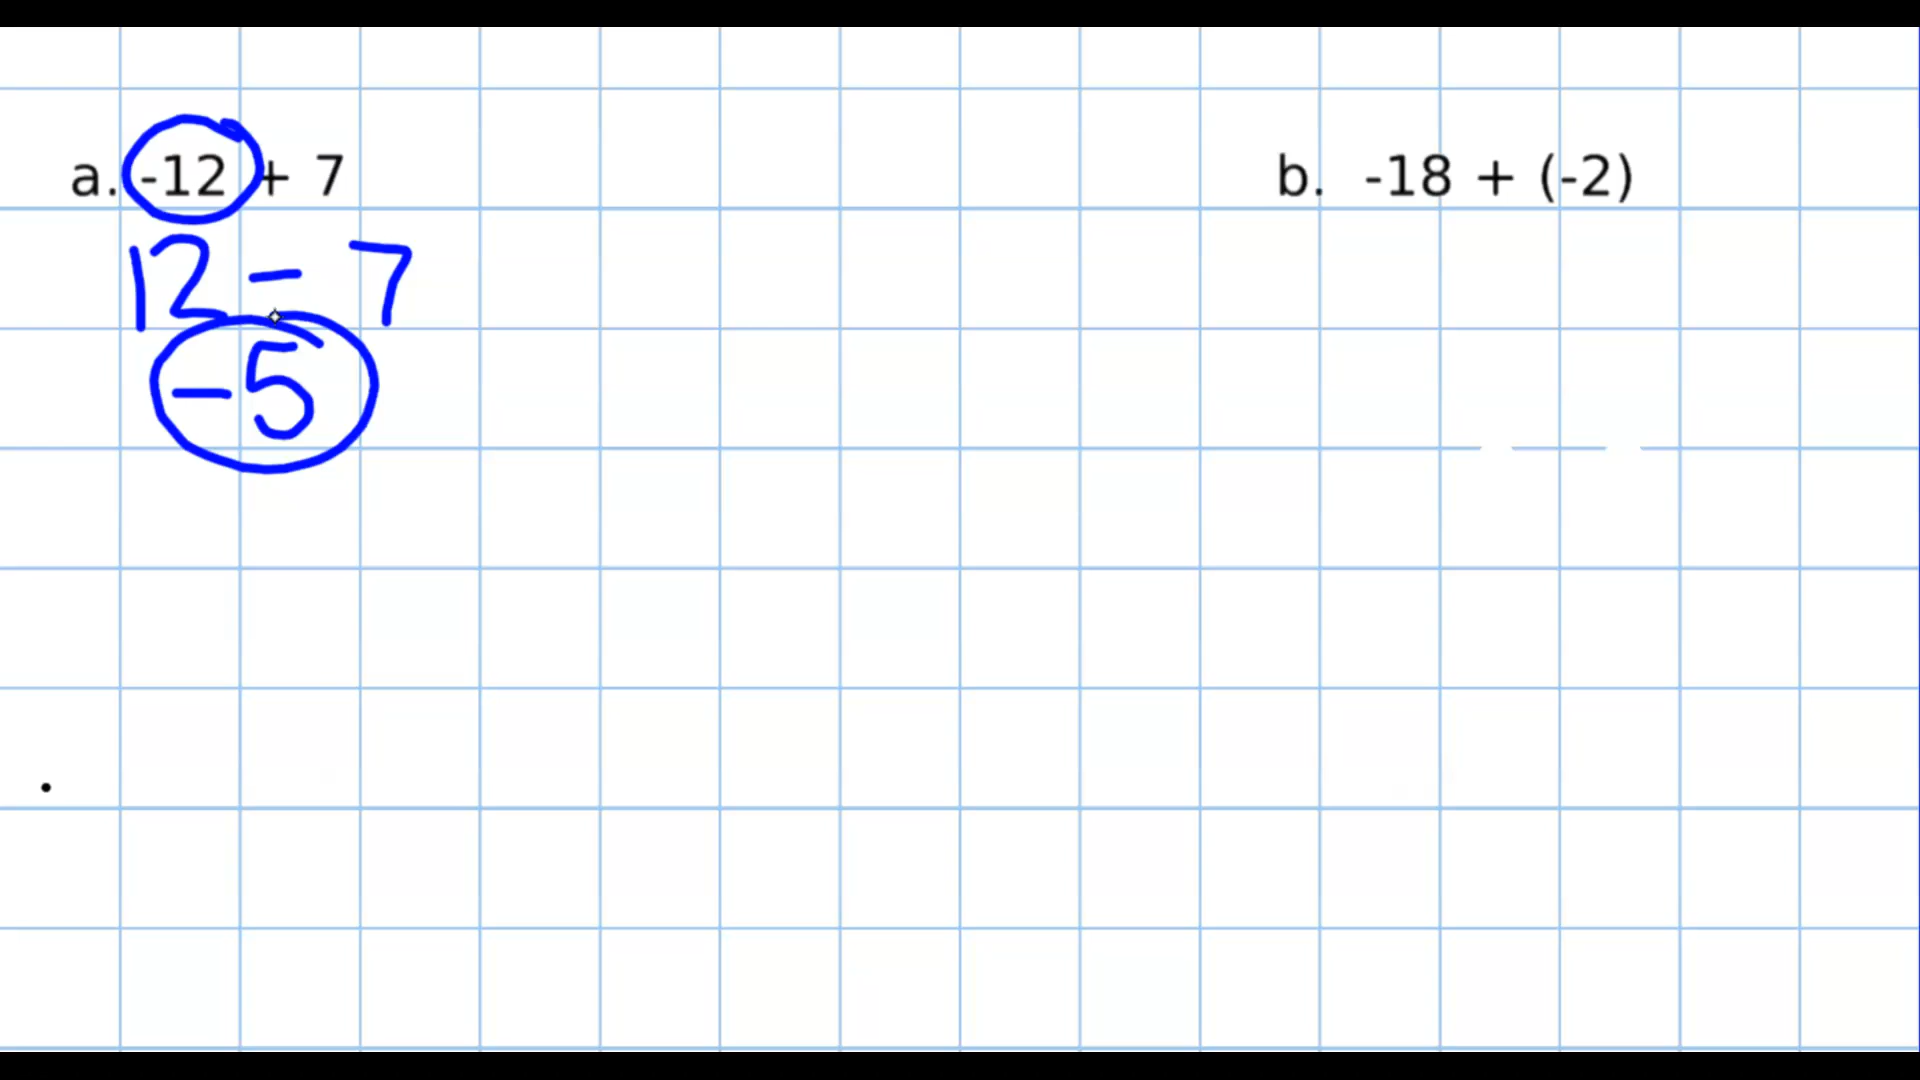 a. -12 + 7
12 - 7
-5
b. -18 + (-2)